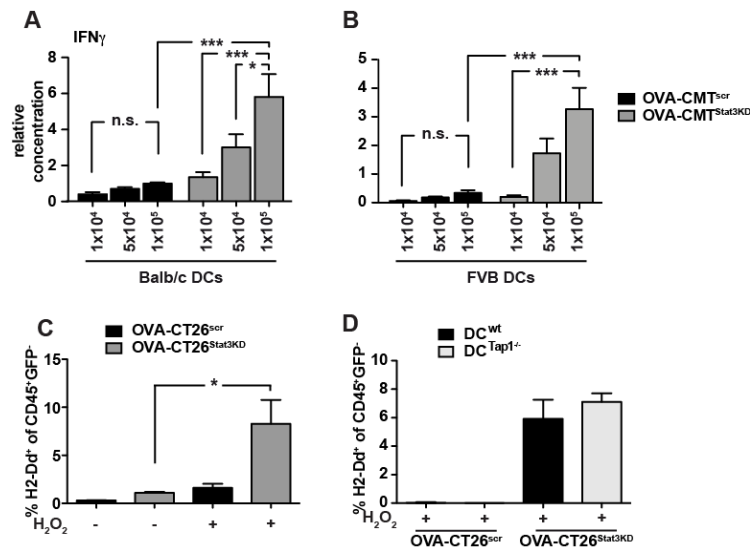 A
IFNγ
relative concentration
8
6
4
2
0
n.s.
***
***
*
1x10⁴
5x10⁴
1x10⁵
1x10⁴
5x10⁴
1x10⁵
Balb/c DCs
B
5
4
3
2
1
0
n.s.
***
***
1x10⁴
5x10⁴
1x10⁵
1x10⁴
5x10⁴
1x10⁵
FVB DCs
OVA-CMTˢᶜʳ
OVA-CMTStat3KD
C
OVA-CT26scr
OVA-CT26Stat3KD
% H2-Dd⁺ of CD45⁺GFP⁻
15
10
5
0
*
H₂O₂ - - + +
D
DCwt
DCTap1-/-
% H2-Dd⁺ of CD45⁺GFP⁻
8
6
4
2
0
H₂O₂ + + + +
OVA-CT26scr OVA-CT26Stat3KD